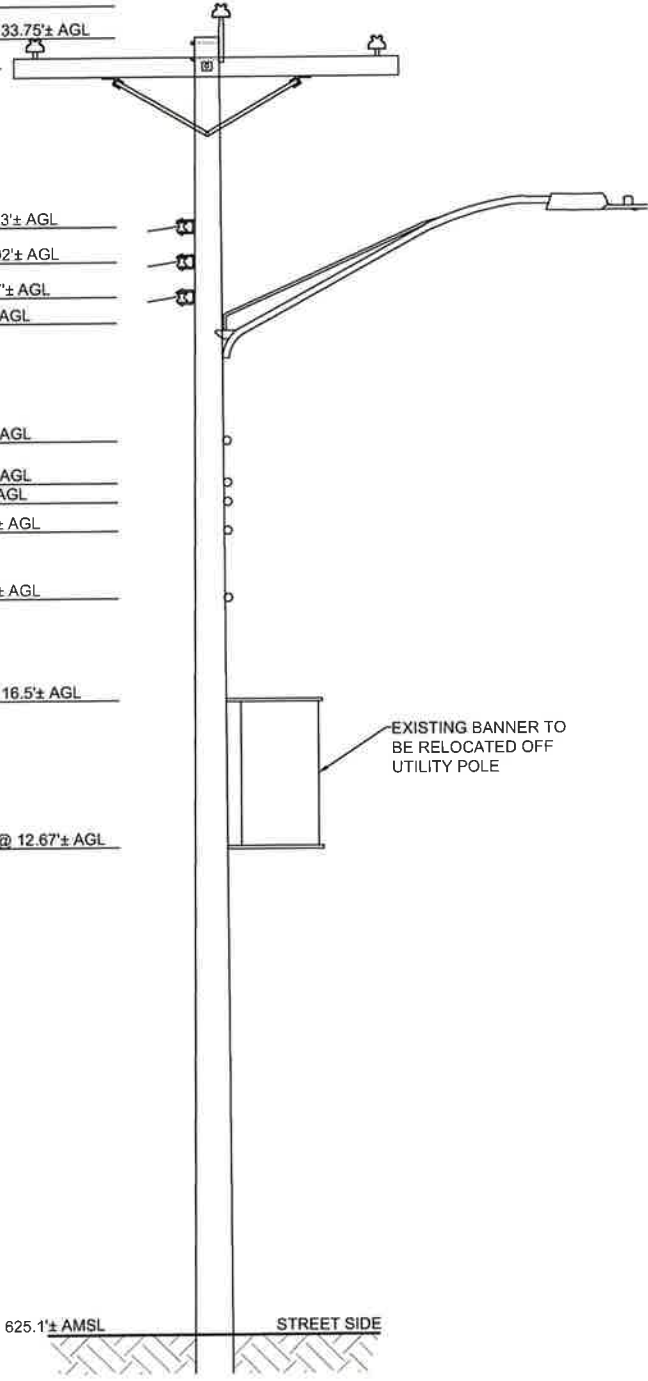 33.75'± AGL
3'± AGL
02'± AGL
'± AGL
AGL
AGL
AGL
AGL
± AGL
± AGL
16.5'± AGL
EXISTING BANNER TO
BE RELOCATED OFF
UTILITY POLE
@ 12.67'± AGL
625.1'± AMSL
STREET SIDE